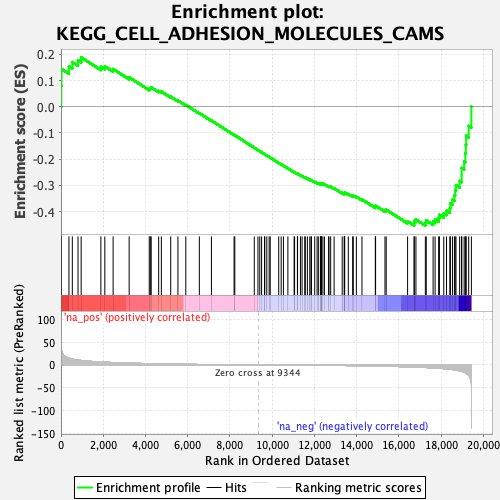 Enrichment plot:
KEGG_CELL_ADHESION_MOLECULES_CAMS
Enrichment score (ES)
0.2
0.1
0.0
-0.1
-0.2
-0.3
-0.4
'na_pos' (positively correlated)
Ranked list metric (PreRanked)
100
50
0
-50
-100
-150
Zero cross at 9344
'na_neg' (negatively correlated)
0 2,000 4,000 6,000 8,000 10,000 12,000 14,000 16,000 18,000 20,000
Rank in Ordered Dataset
Enrichment profile Hits Ranking metric scores